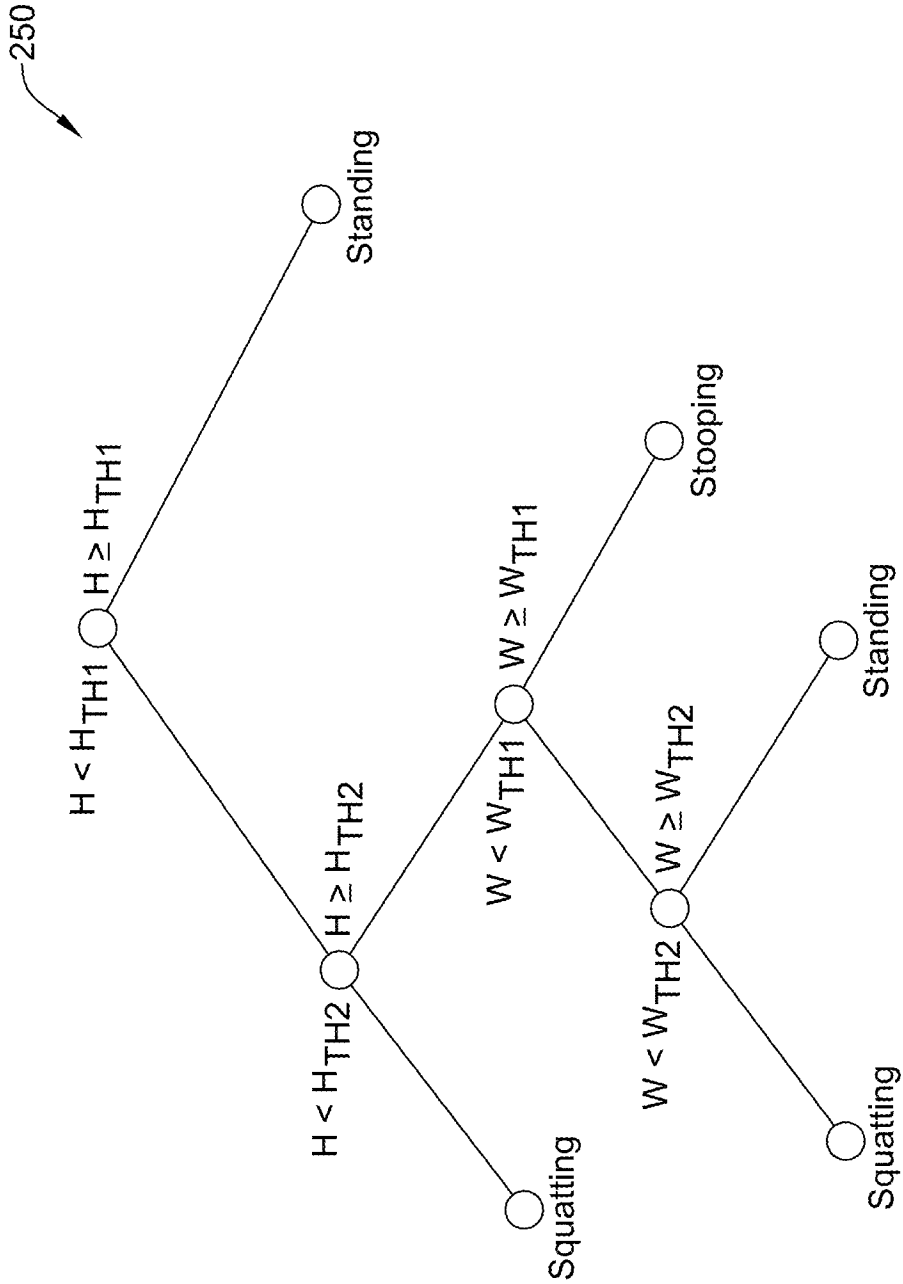 250
H < H_TH1
H ≥ H_TH1
Standing
H < H_TH2
H ≥ H_TH2
Squatting
W < W_TH1
W ≥ W_TH1
Stooping
W < W_TH2
W ≥ W_TH2
Squatting
Standing